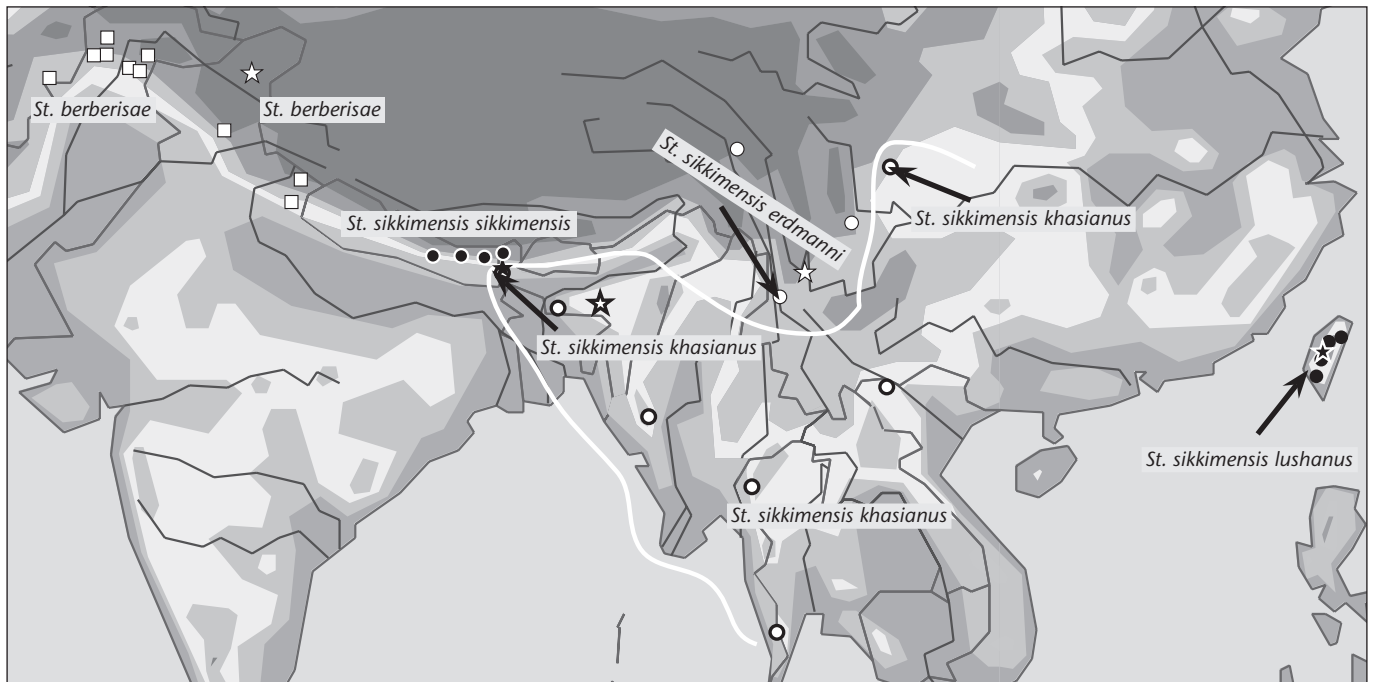 St. berberisae
St. berberisae
St. sikkimensis erdmanni
St. sikkimensis sikkimensis
St. sikkimensis khasianus
St. sikkimensis khasianus
St. sikkimensis lushanus
St. sikkimensis khasianus